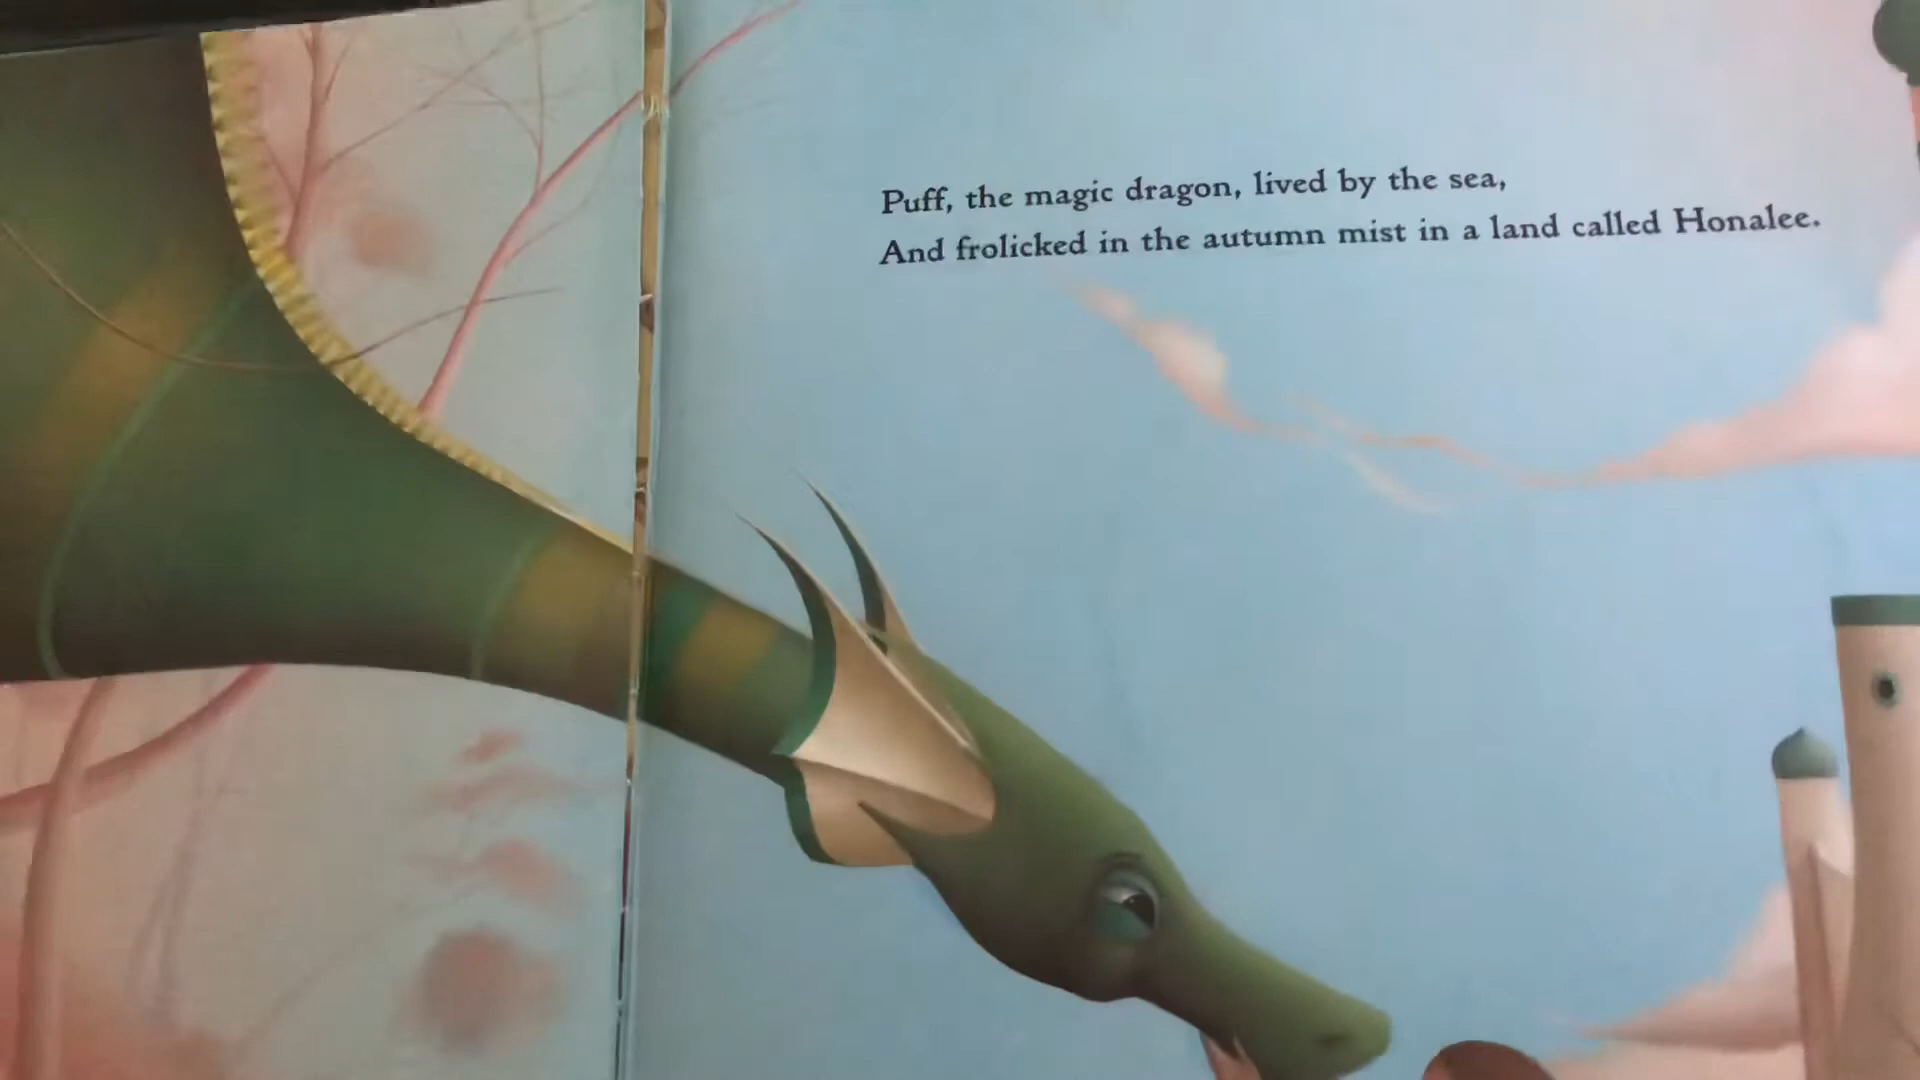 Puff, the magic dragon, lived by the sea,
And frolicked in the autumn mist in a land called Honalee.